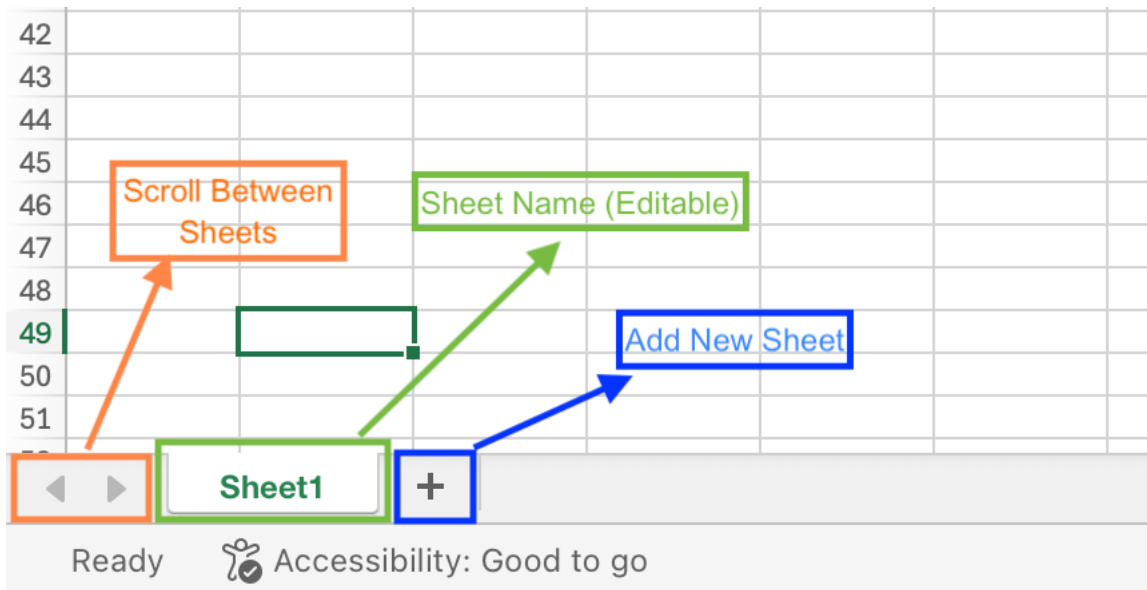 42
43
44
45
Scroll Between
Sheets
46
Sheet Name (Editable)
47
48
49
Add New Sheet
50
51
Sheet1
+
Ready
Accessibility: Good to go